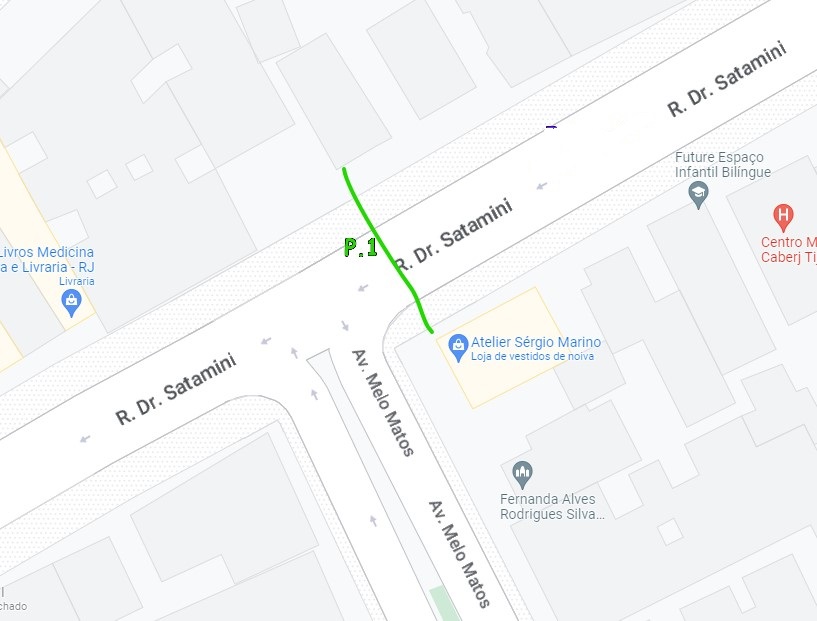 R. Dr. Satamini
Future Espaço
Infantil Bilíngue
H
Centro M
Caberj Tij
R. Dr. Satamini
P.1
Livros Medicina
a e Livraria - RJ
Livraria
Atelier Sérgio Marino
Loja de vestidos de noiva
Av. Melo Matos
R. Dr. Satamini
Fernanda Alves
Rodrigues Silva...
Av. Melo Matos
chado